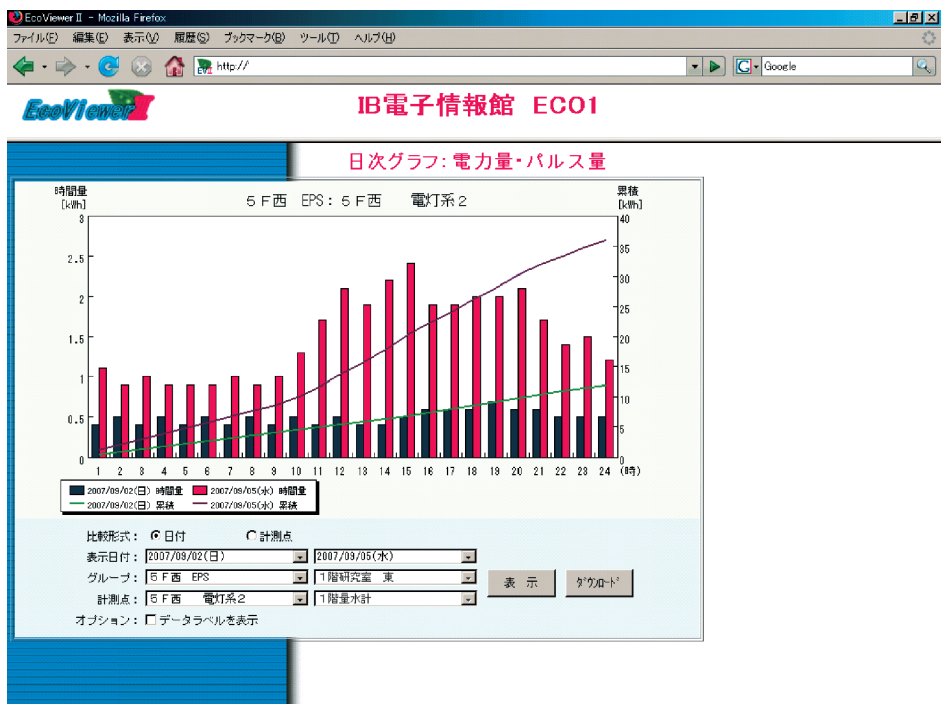 EcoViewer II - Mozilla Firefox
ファイル(F) 編集(E) 表示(V) 履歴(S) ブックマーク(B) ツール(T) ヘルプ(H)
http://
Google
EcoViewer II
IB電子情報館 ECO1
日次グラフ:電力量・パルス量
時間量
[kWh]
5F西 EPS:5F西 電灯系2
累積
[kWh]
3
2.5
2
1.5
1
0.5
0
40
35
30
25
20
15
10
5
0
1 2 3 4 5 6 7 8 9 10 11 12 13 14 15 16 17 18 19 20 21 22 23 24 (時)
2007/09/02(日) 時間量 2007/09/05(水) 時間量
2007/09/02(日) 累積 2007/09/05(水) 累積
比較形式: 日付 計測点
表示日付: 2007/09/02(日) 2007/09/05(水)
グループ: 5F西 EPS 1階研究室 東
計測点: 5F西 電灯系2 1階量水計
表 示 ダウンロード
オプション: データラベルを表示